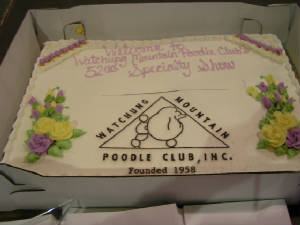 Welcome to
Watchung Mountain Poodle Club's
52nd Specialty Show
WATCHUNG MOUNTAIN
POODLE CLUB, INC.
Founded 1958